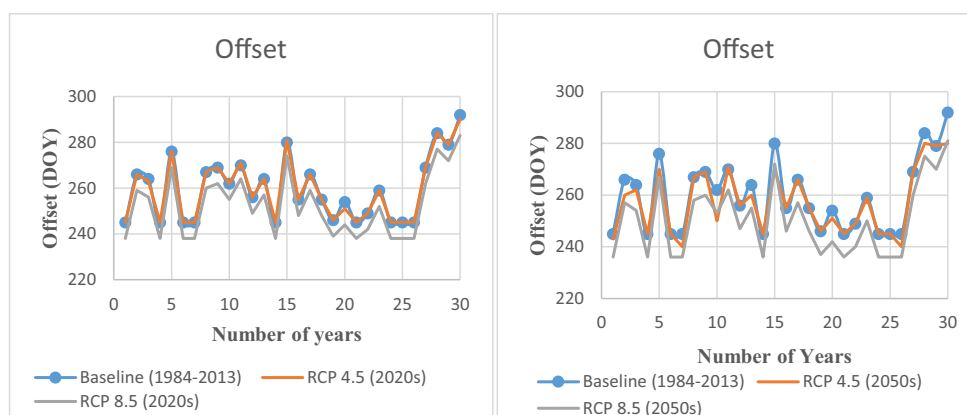 Offset
300
280
260
240
220
0 5 10 15 20 25 30
Offset (DOY)
Number of years
Baseline (1984-2013) RCP 4.5 (2020s)
RCP 8.5 (2020s)
Offset
300
280
260
240
220
0 5 10 15 20 25 30
Offset (DOY)
Number of Years
Baseline (1984-2013) RCP 4.5 (2050s)
RCP 8.5 (2050s)